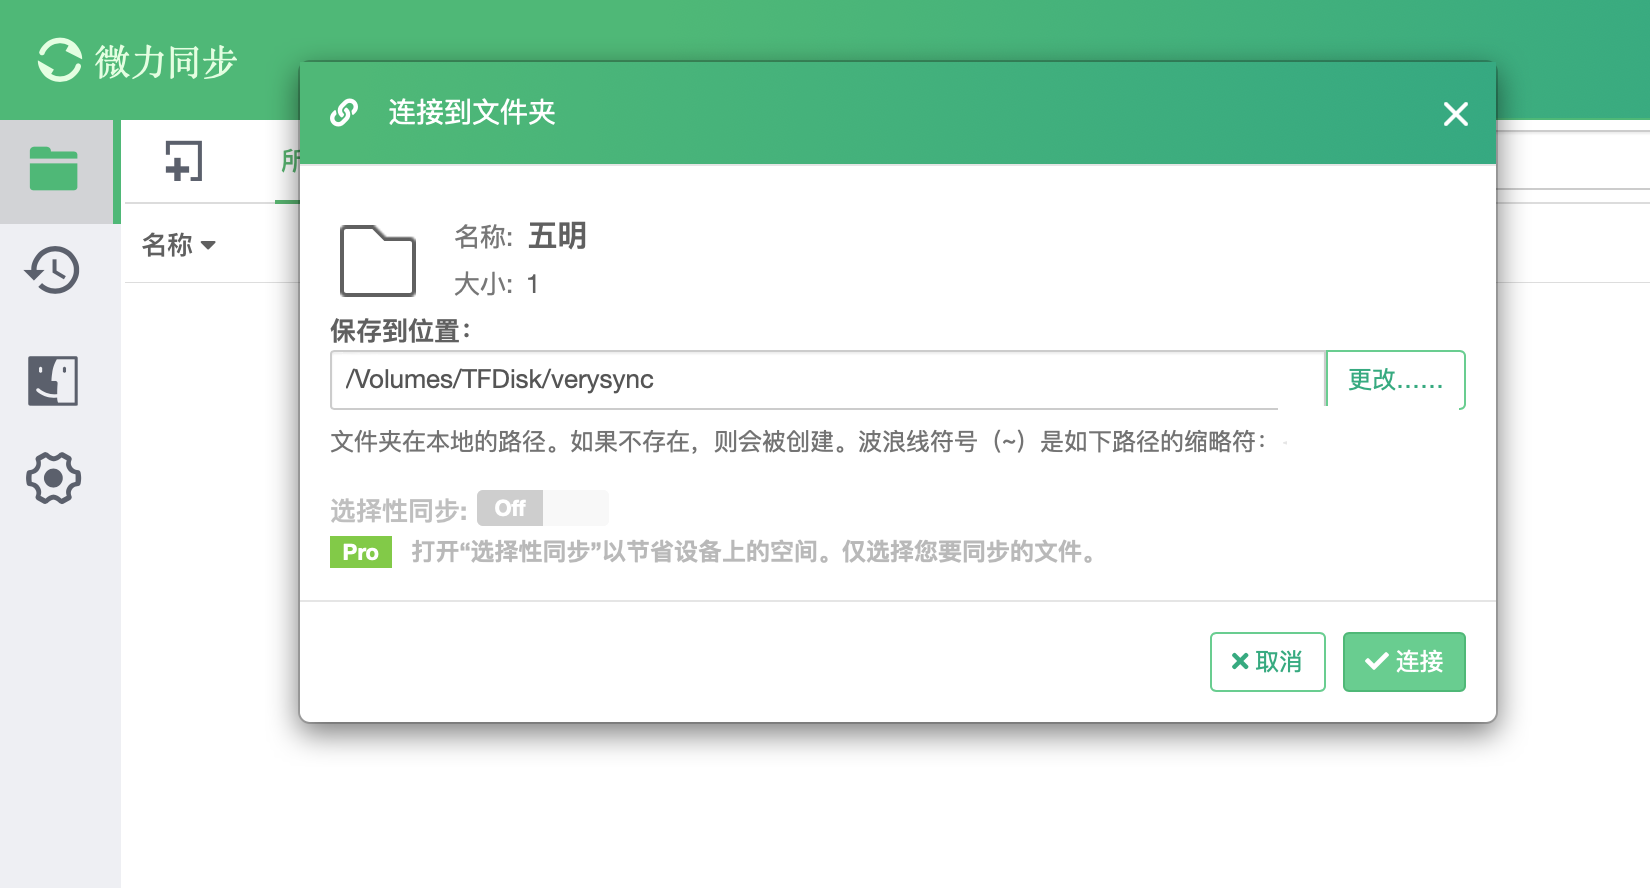 微力同步
连接到文件夹
所
名称
名称: 五明
大小: 1
保存到位置：
/Volumes/TFDisk/verysync
更改......
文件夹在本地的路径。如果不存在，则会被创建。波浪线符号（~）是如下路径的缩略符：
选择性同步: Off
Pro 打开“选择性同步”以节省设备上的空间。仅选择您要同步的文件。
取消
连接